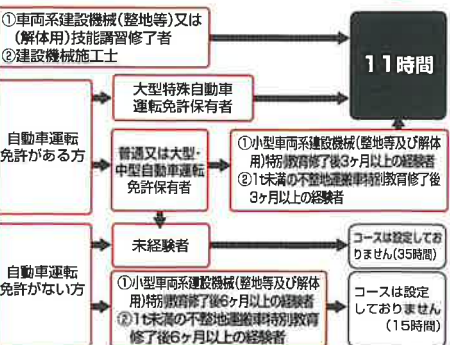 ①車両系建設機械(整地等)又は
(解体用)技能講習修了者
②建設機械施工士
11時間
大型特殊自動車
運転免許保有者
自動車運転
免許がある方
普通又は大型・
中型自動車運転
免許保有者
①小型車両系建設機械(整地等及び解体
用)特別教育修了後3ヶ月以上の経験者
②1t未満の不整地運搬車特別教育修了後
3ヶ月以上の経験者
未経験者
コースは設定してお
りません(35時間)
自動車運転
免許がない方
①小型車両系建設機械(整地等及び解体
用)特別教育修了後6ヶ月以上の経験者
②1t未満の不整地運搬車特別教育
修了後6ヶ月以上の経験者
コースは設定
しておりません
(15時間)